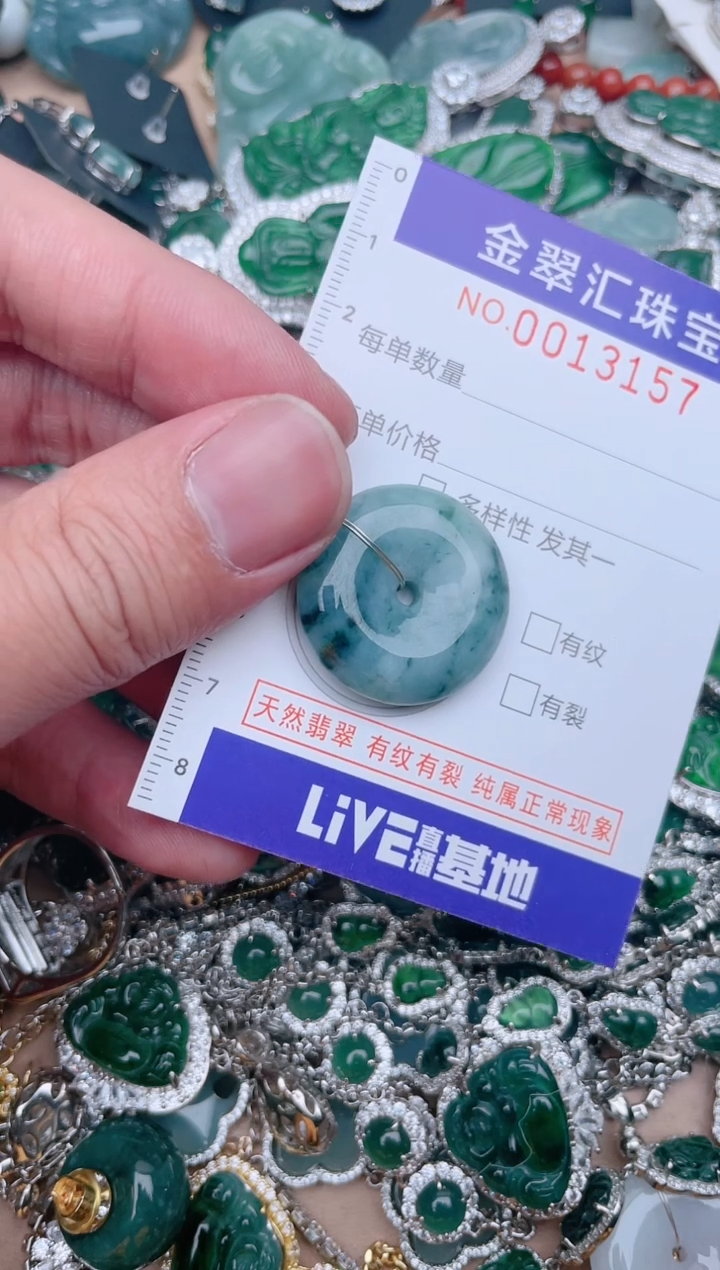 0
金翠汇珠宝
1
NO.0013157
2
每单数量
单价格
多样性 发其一
有纹
有裂
7
天然翡翠 有纹有裂 纯属正常现象
8
LiVE直播基地